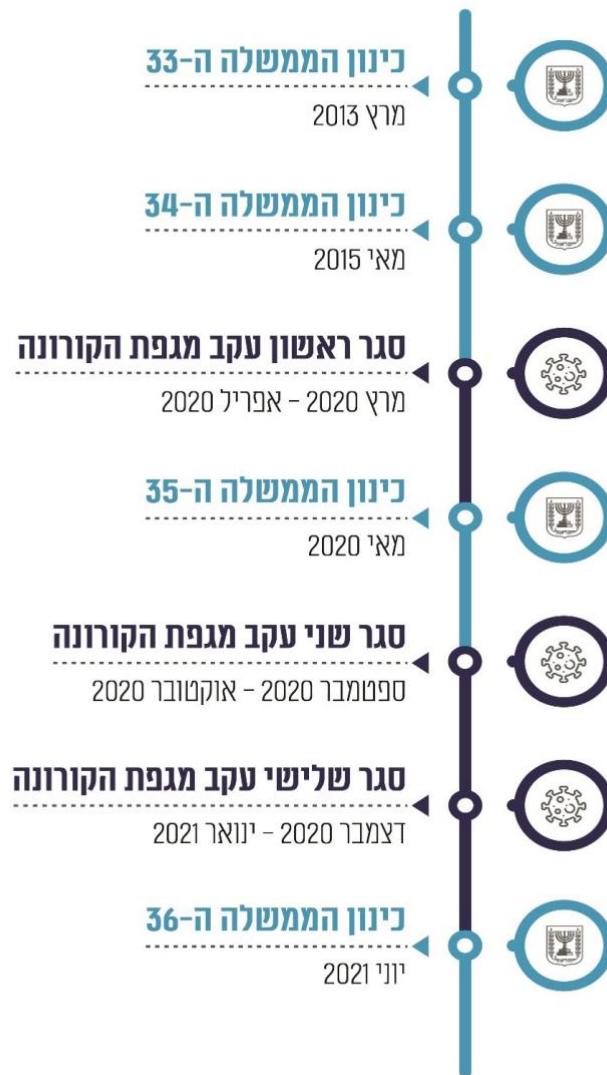 כינון הממשלה ה-33
מרץ 2013
כינון הממשלה ה-34
מאי 2015
סגר ראשון עקב מגפת הקורונה
מרץ 2020 – אפריל 2020
כינון הממשלה ה-35
מאי 2020
סגר שני עקב מגפת הקורונה
ספטמבר 2020 – אוקטובר 2020
סגר שלישי עקב מגפת הקורונה
דצמבר 2020 – ינואר 2021
כינון הממשלה ה-36
יוני 2021